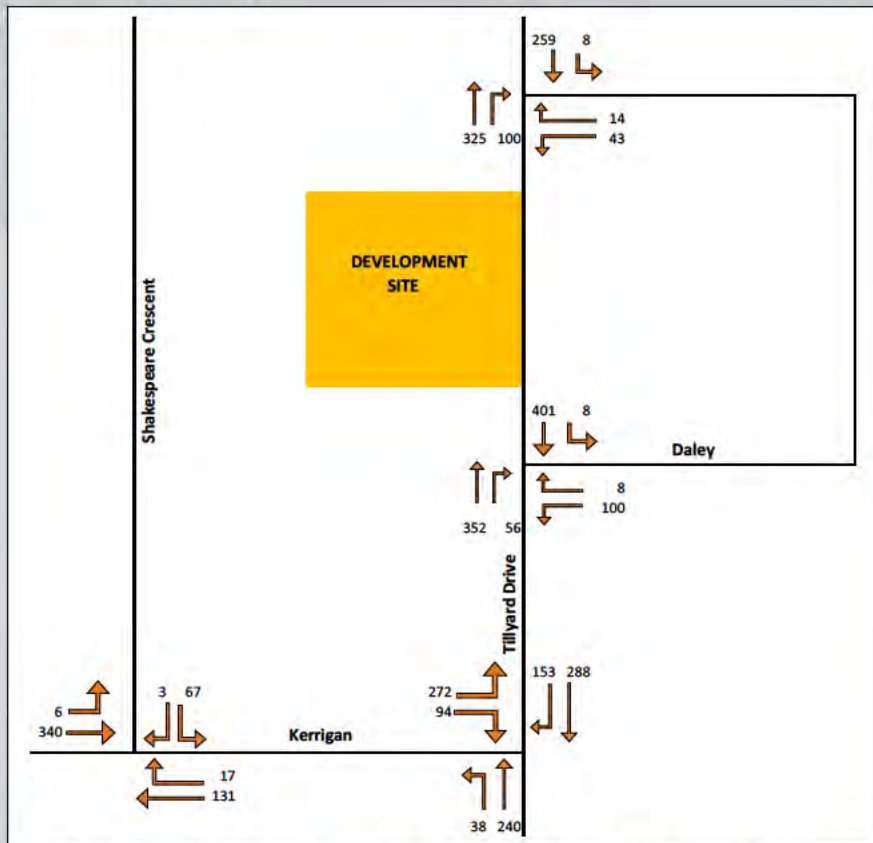 259 8
325 100
14
43
DEVELOPMENT
SITE
Shakespeare Crescent
401 8
Daley
352 56
8
100
Tillyard Drive
6
340
3 67
272
94
153 288
Kerrigan
17
131
38 240